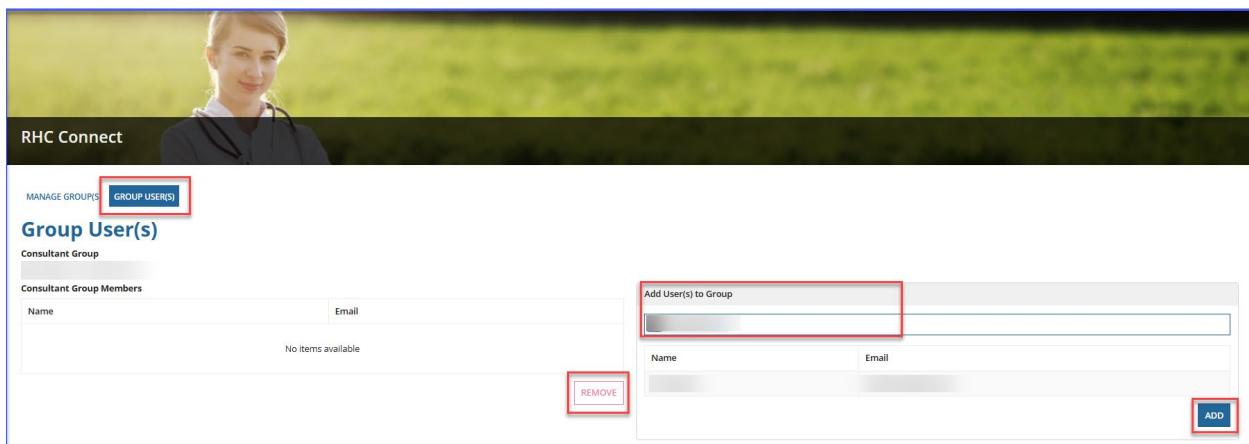 RHC Connect
MANAGE GROUP(S GROUP USER(S)
Group User(s)
Consultant Group
Consultant Group Members
Name Email
No items available
REMOVE
Add User(s) to Group
Name Email
ADD